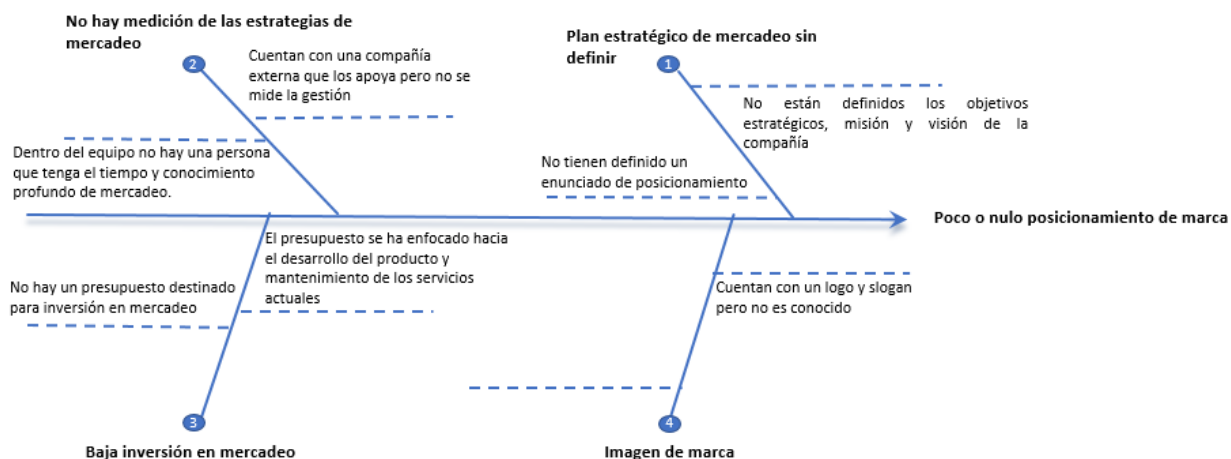 No hay medición de las estrategias de
mercadeo
2
Cuentan con una compañía
externa que los apoya pero no se
mide la gestión
Dentro del equipo no hay una persona
que tenga el tiempo y conocimiento
profundo de mercadeo.
Plan estratégico de mercadeo sin
definir
1
No están definidos los objetivos
estratégicos, misión y visión de la
compañía
No tienen definido un
enunciado de posicionamiento
Poco o nulo posicionamiento de marca
El presupuesto se ha enfocado hacia
el desarrollo del producto y
mantenimiento de los servicios
actuales
No hay un presupuesto destinado
para inversión en mercadeo
3
Baja inversión en mercadeo
Cuentan con un logo y slogan
pero no es conocido
4
Imagen de marca